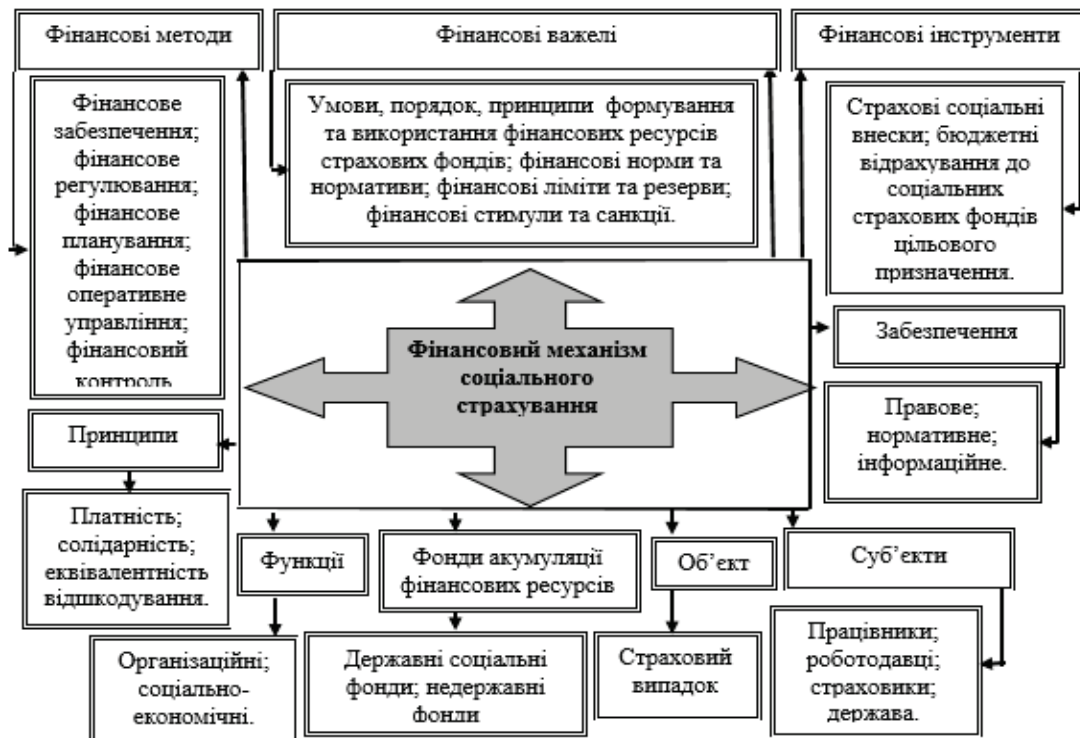 Фінансові методи
Фінансові важелі
Фінансові інструменти
Фінансове
забезпечення;
фінансове
регулювання;
фінансове
планування;
фінансове
оперативне
управління;
фінансовий
контроль
Умови, порядок, принципи формування
та використання фінансових ресурсів
страхових фондів; фінансові норми та
нормативи; фінансові ліміти та резерви;
фінансові стимули та санкції.
Страхові соціальні
внески; бюджетні
відрахування до
соціальних
страхових фондів
цільового
призначення.
Фінансовий механізм
соціального
страхування
Забезпечення
Правове;
нормативне;
інформаційне.
Принципи
Платність;
солідарність;
еквівалентність
відшкодування.
Функції
Організаційні;
соціально-
економічні.
Фонди акумуляції
фінансових ресурсів
Державні соціальні
фонди; недержавні
фонди
Об’єкт
Страховий
випадок
Суб’єкти
Працівники;
роботодавці;
страховики;
держава.